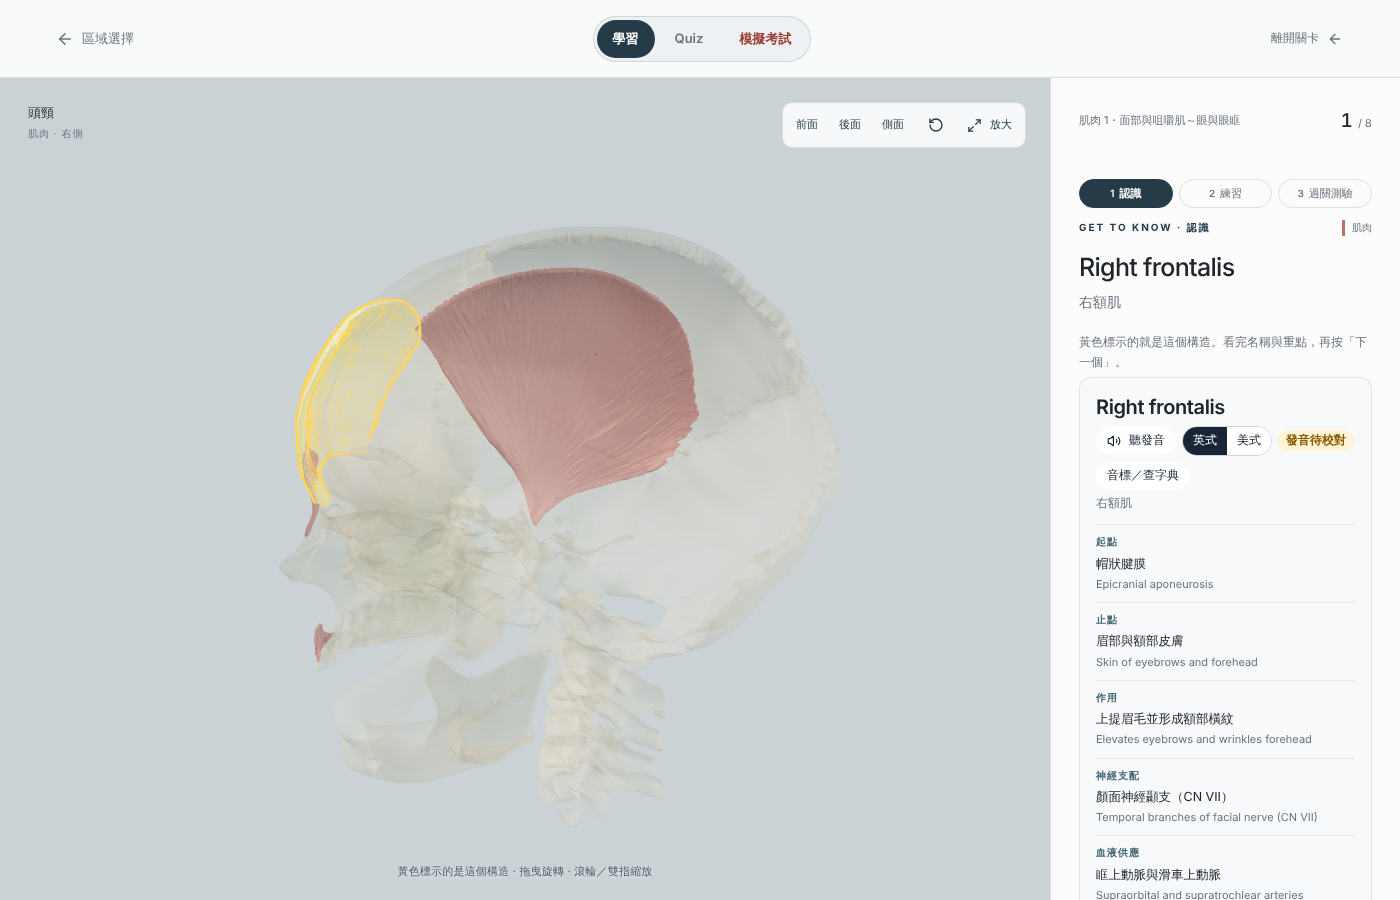 區域選擇
學習
Quiz
模擬考試
離開關卡
頭頸
肌肉 · 右側
前面
後面
側面
放大
黃色標示的是這個構造 · 拖曳旋轉 · 滾輪／雙指縮放
肌肉 1 · 面部與咀嚼肌～眼與眼眶
1 / 8
1 認識
2 練習
3 過關測驗
GET TO KNOW · 認識
肌肉
Right frontalis
右額肌
黃色標示的就是這個構造。看完名稱與重點，再按「下
一個」。
Right frontalis
聽發音
英式
美式
發音待校對
音標／查字典
右額肌
起點
帽狀腱膜
Epicranial aponeurosis
止點
眉部與額部皮膚
Skin of eyebrows and forehead
作用
上提眉毛並形成額部橫紋
Elevates eyebrows and wrinkles forehead
神經支配
顏面神經顳支（CN VII）
Temporal branches of facial nerve (CN VII)
血液供應
眶上動脈與滑車上動脈
Supraorbital and supratrochlear arteries